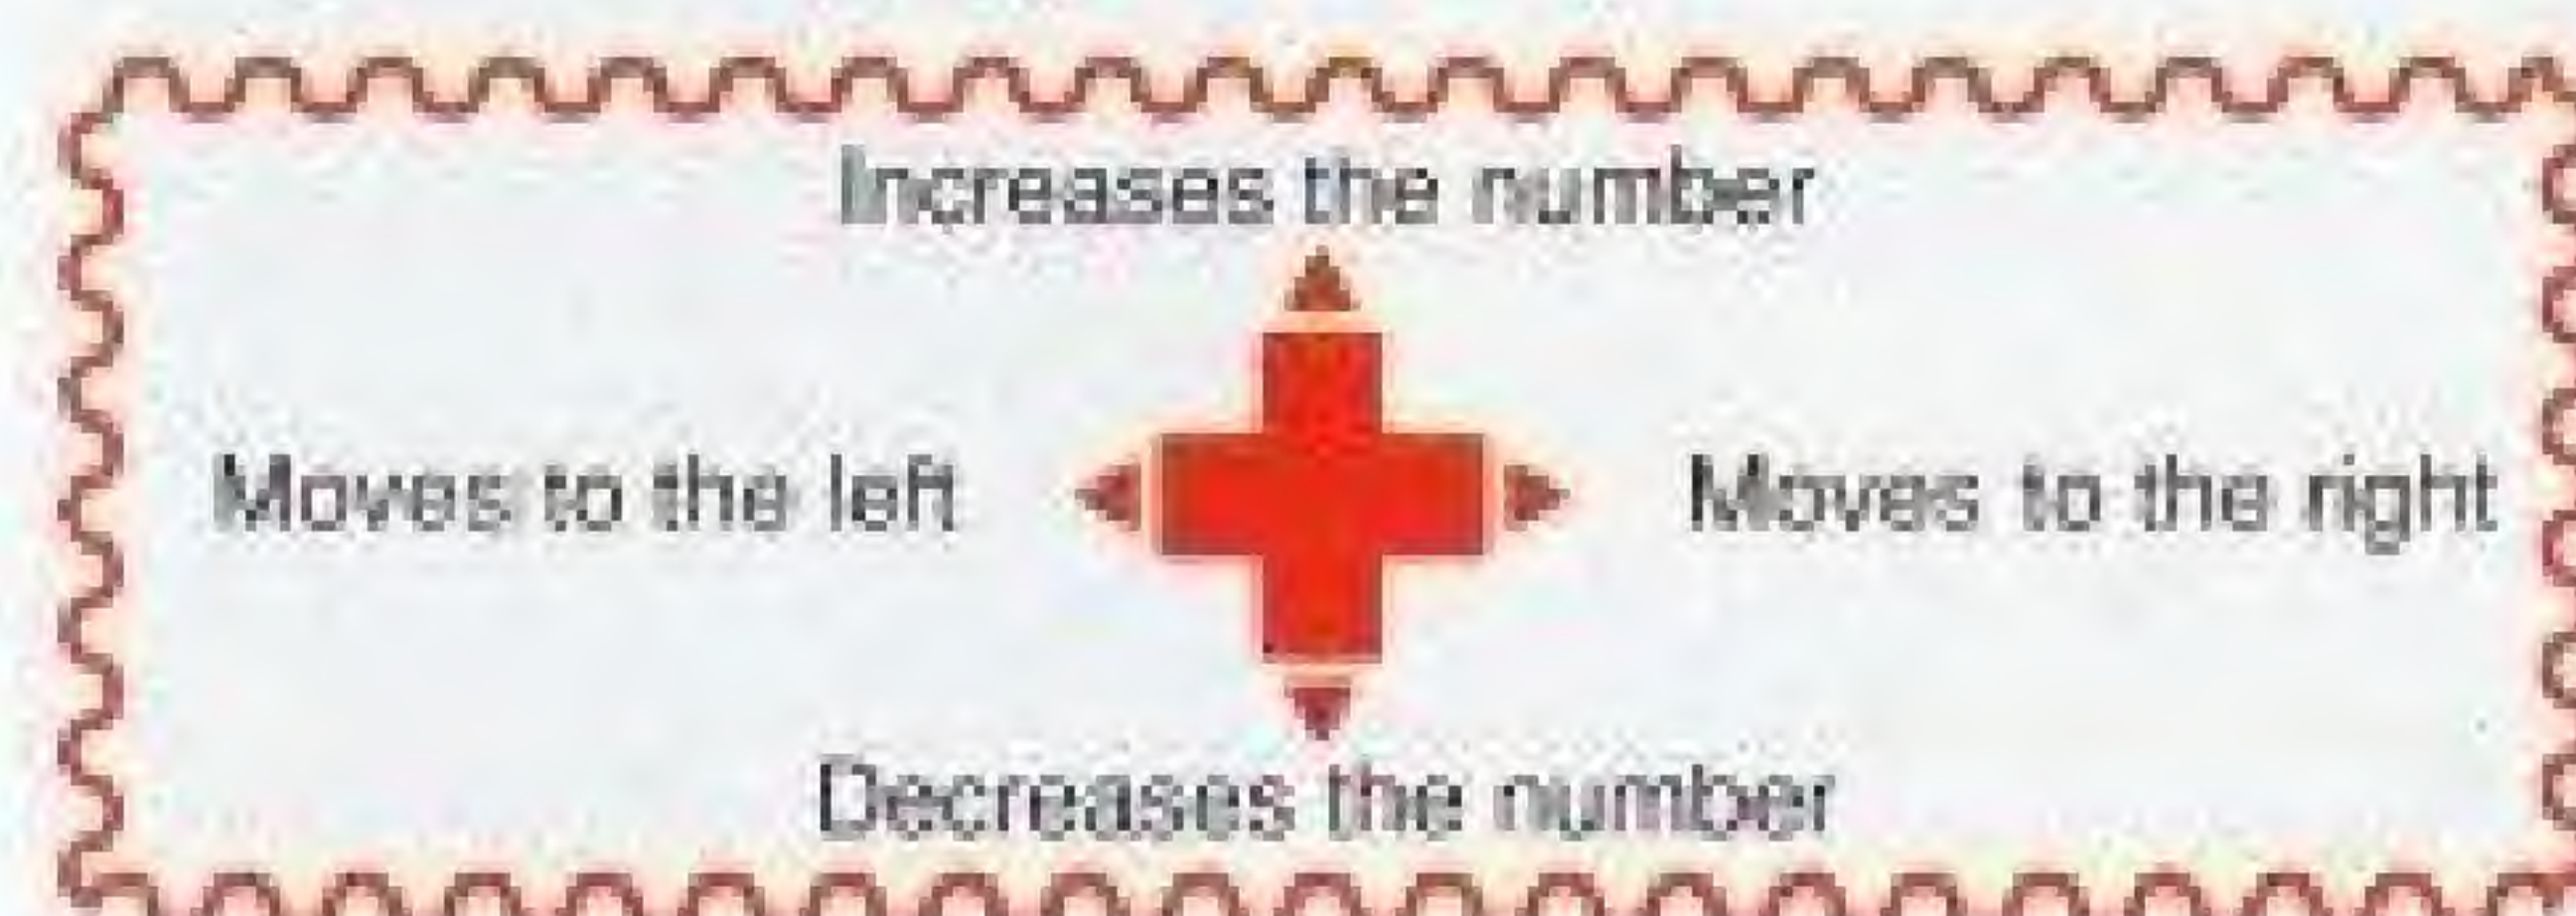 Increases the number
Moves to the left
Moves to the right
Decreases the number